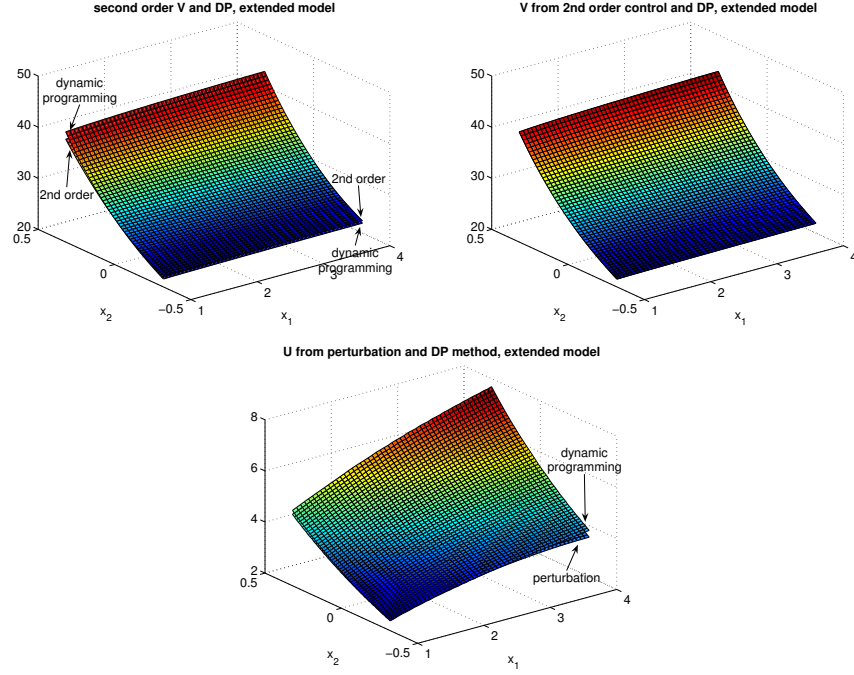 second order V and DP, extended model
50
40
30
20
0.5
0
−0.5
x2
1
2
3
4
x1
dynamic
programming
2nd order
2nd order
dynamic
programming
V from 2nd order control and DP, extended model
50
40
30
20
0.5
0
−0.5
x2
1
2
3
4
x1
U from perturbation and DP method, extended model
8
6
4
2
0.5
0
−0.5
x2
1
2
3
4
x1
dynamic
programming
perturbation